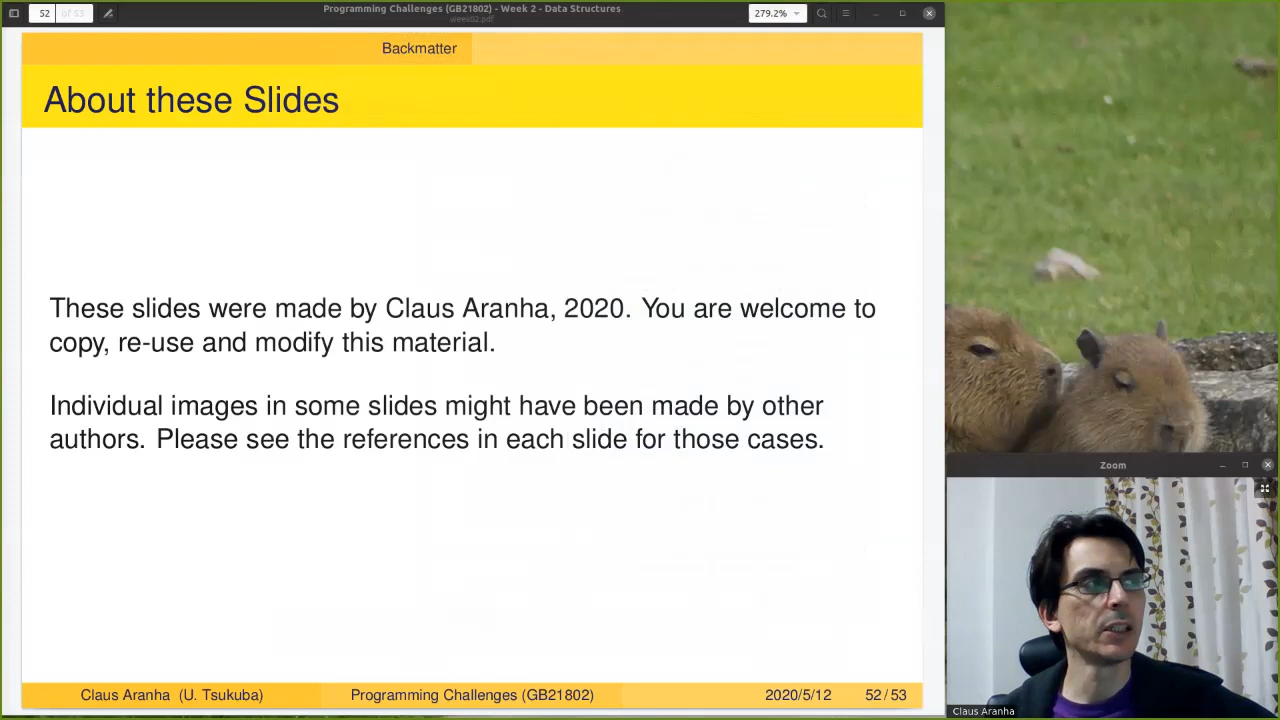 52 of 53
Programming Challenges (GB21802) - Week 2 - Data Structures
week02.pdf
279.2%
Backmatter
About these Slides
These slides were made by Claus Aranha, 2020. You are welcome to
copy, re-use and modify this material.
Individual images in some slides might have been made by other
authors. Please see the references in each slide for those cases.
Claus Aranha (U. Tsukuba)
Programming Challenges (GB21802)
2020/5/12
52 / 53
Zoom
Claus Aranha